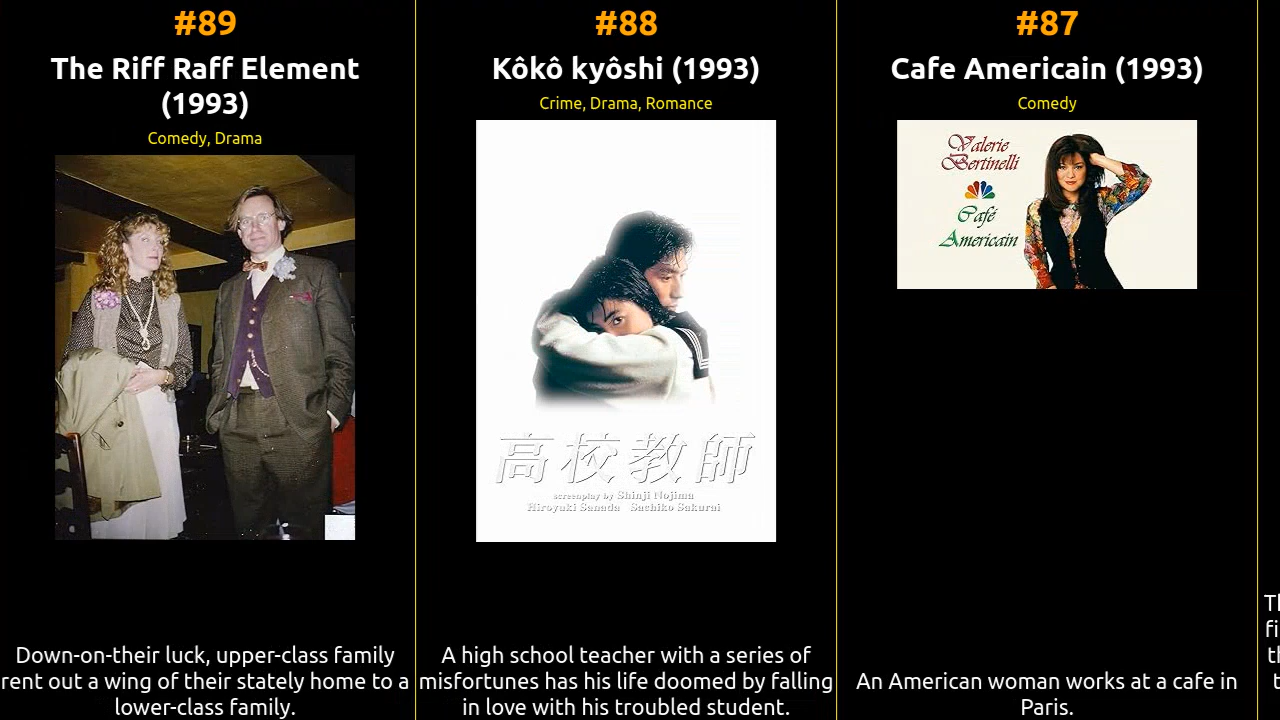 #89
The Riff Raff Element
(1993)
Comedy, Drama
Down-on-their luck, upper-class family
rent out a wing of their stately home to a
lower-class family.
#88
Kôkô kyôshi (1993)
Crime, Drama, Romance
高校教師
screenplay by Shinji Nojima
Hiroyuki Sanada Sachiko Sakurai
A high school teacher with a series of
misfortunes has his life doomed by falling
in love with his troubled student.
#87
Cafe Americain (1993)
Comedy
Valerie
Bertinelli
Café
Americain
An American woman works at a cafe in
Paris.